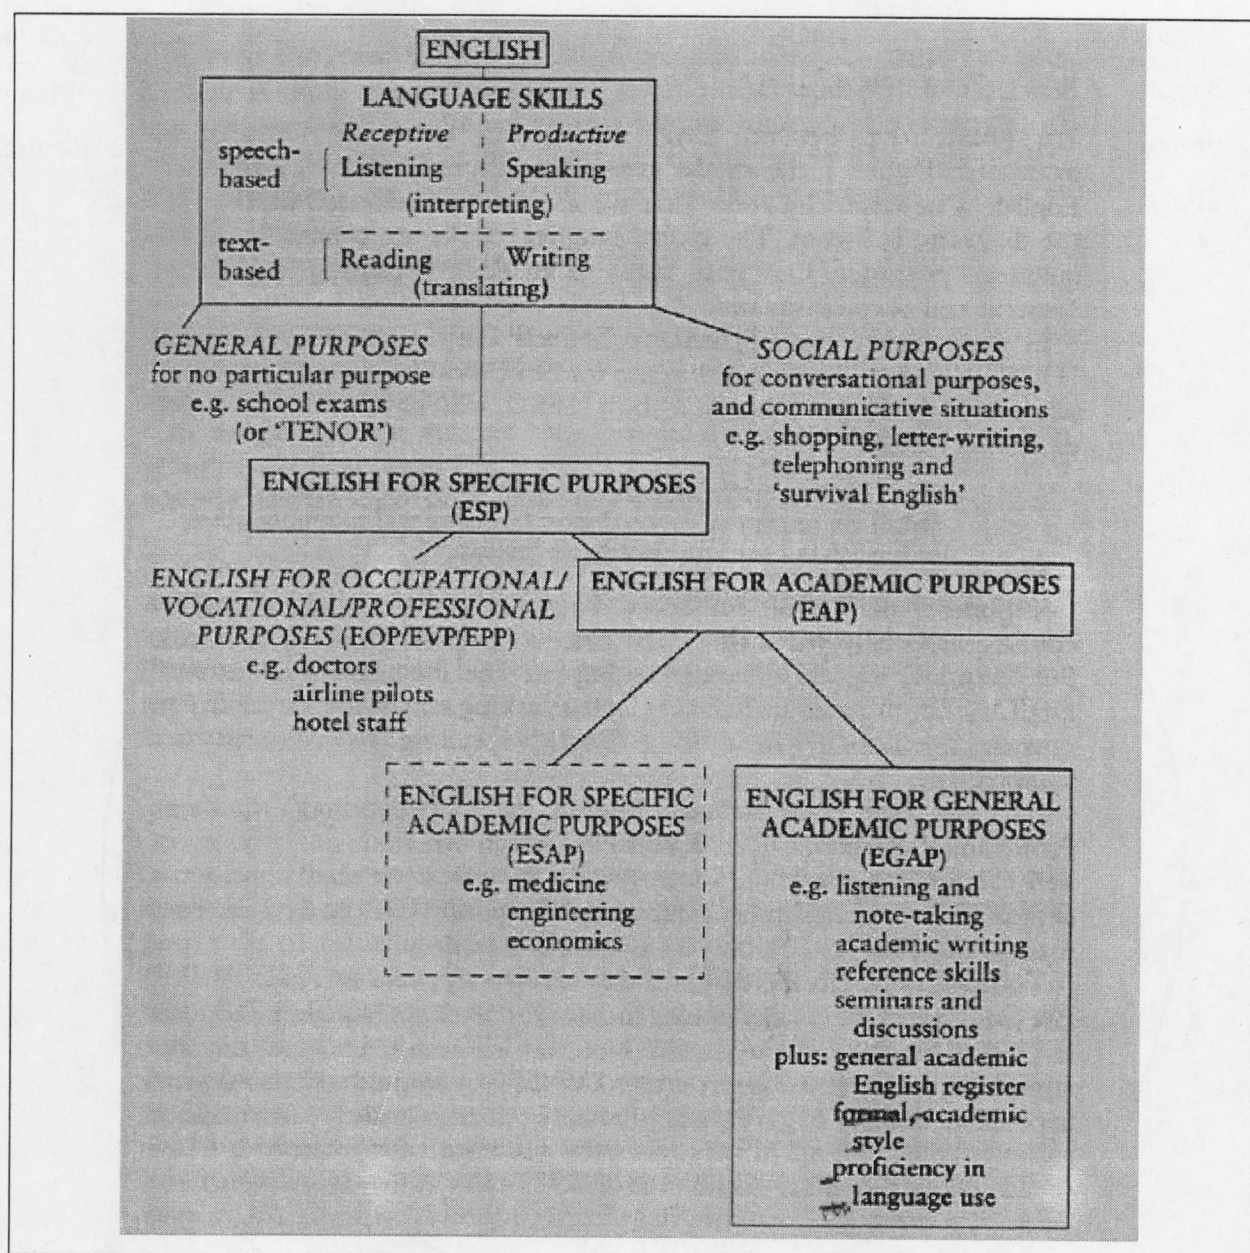 ENGLISH
LANGUAGE SKILLS
Receptive Productive
speech-
based
Listening Speaking
(interpreting)
text-
based
Reading Writing
(translating)
GENERAL PURPOSES
for no particular purpose
e.g. school exams
(or ‘TENOR’)
SOCIAL PURPOSES
for conversational purposes,
and communicative situations
e.g. shopping, letter-writing,
telephoning and
‘survival English’
ENGLISH FOR SPECIFIC PURPOSES
(ESP)
ENGLISH FOR OCCUPATIONAL/
VOCATIONAL/PROFESSIONAL
PURPOSES (EOP/EVP/EPP)
e.g. doctors
airline pilots
hotel staff
ENGLISH FOR ACADEMIC PURPOSES
(EAP)
ENGLISH FOR SPECIFIC
ACADEMIC PURPOSES
(ESAP)
e.g. medicine
engineering
economics
ENGLISH FOR GENERAL
ACADEMIC PURPOSES
(EGAP)
e.g. listening and
note-taking
academic writing
reference skills
seminars and
discussions
plus: general academic
English register
formal, academic
style
proficiency in
language use